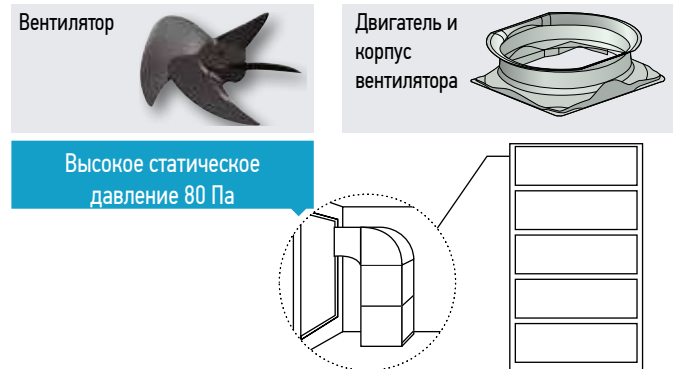 Вентилятор
Двигатель и
корпус
вентилятора
Высокое статическое
давление 80 Па